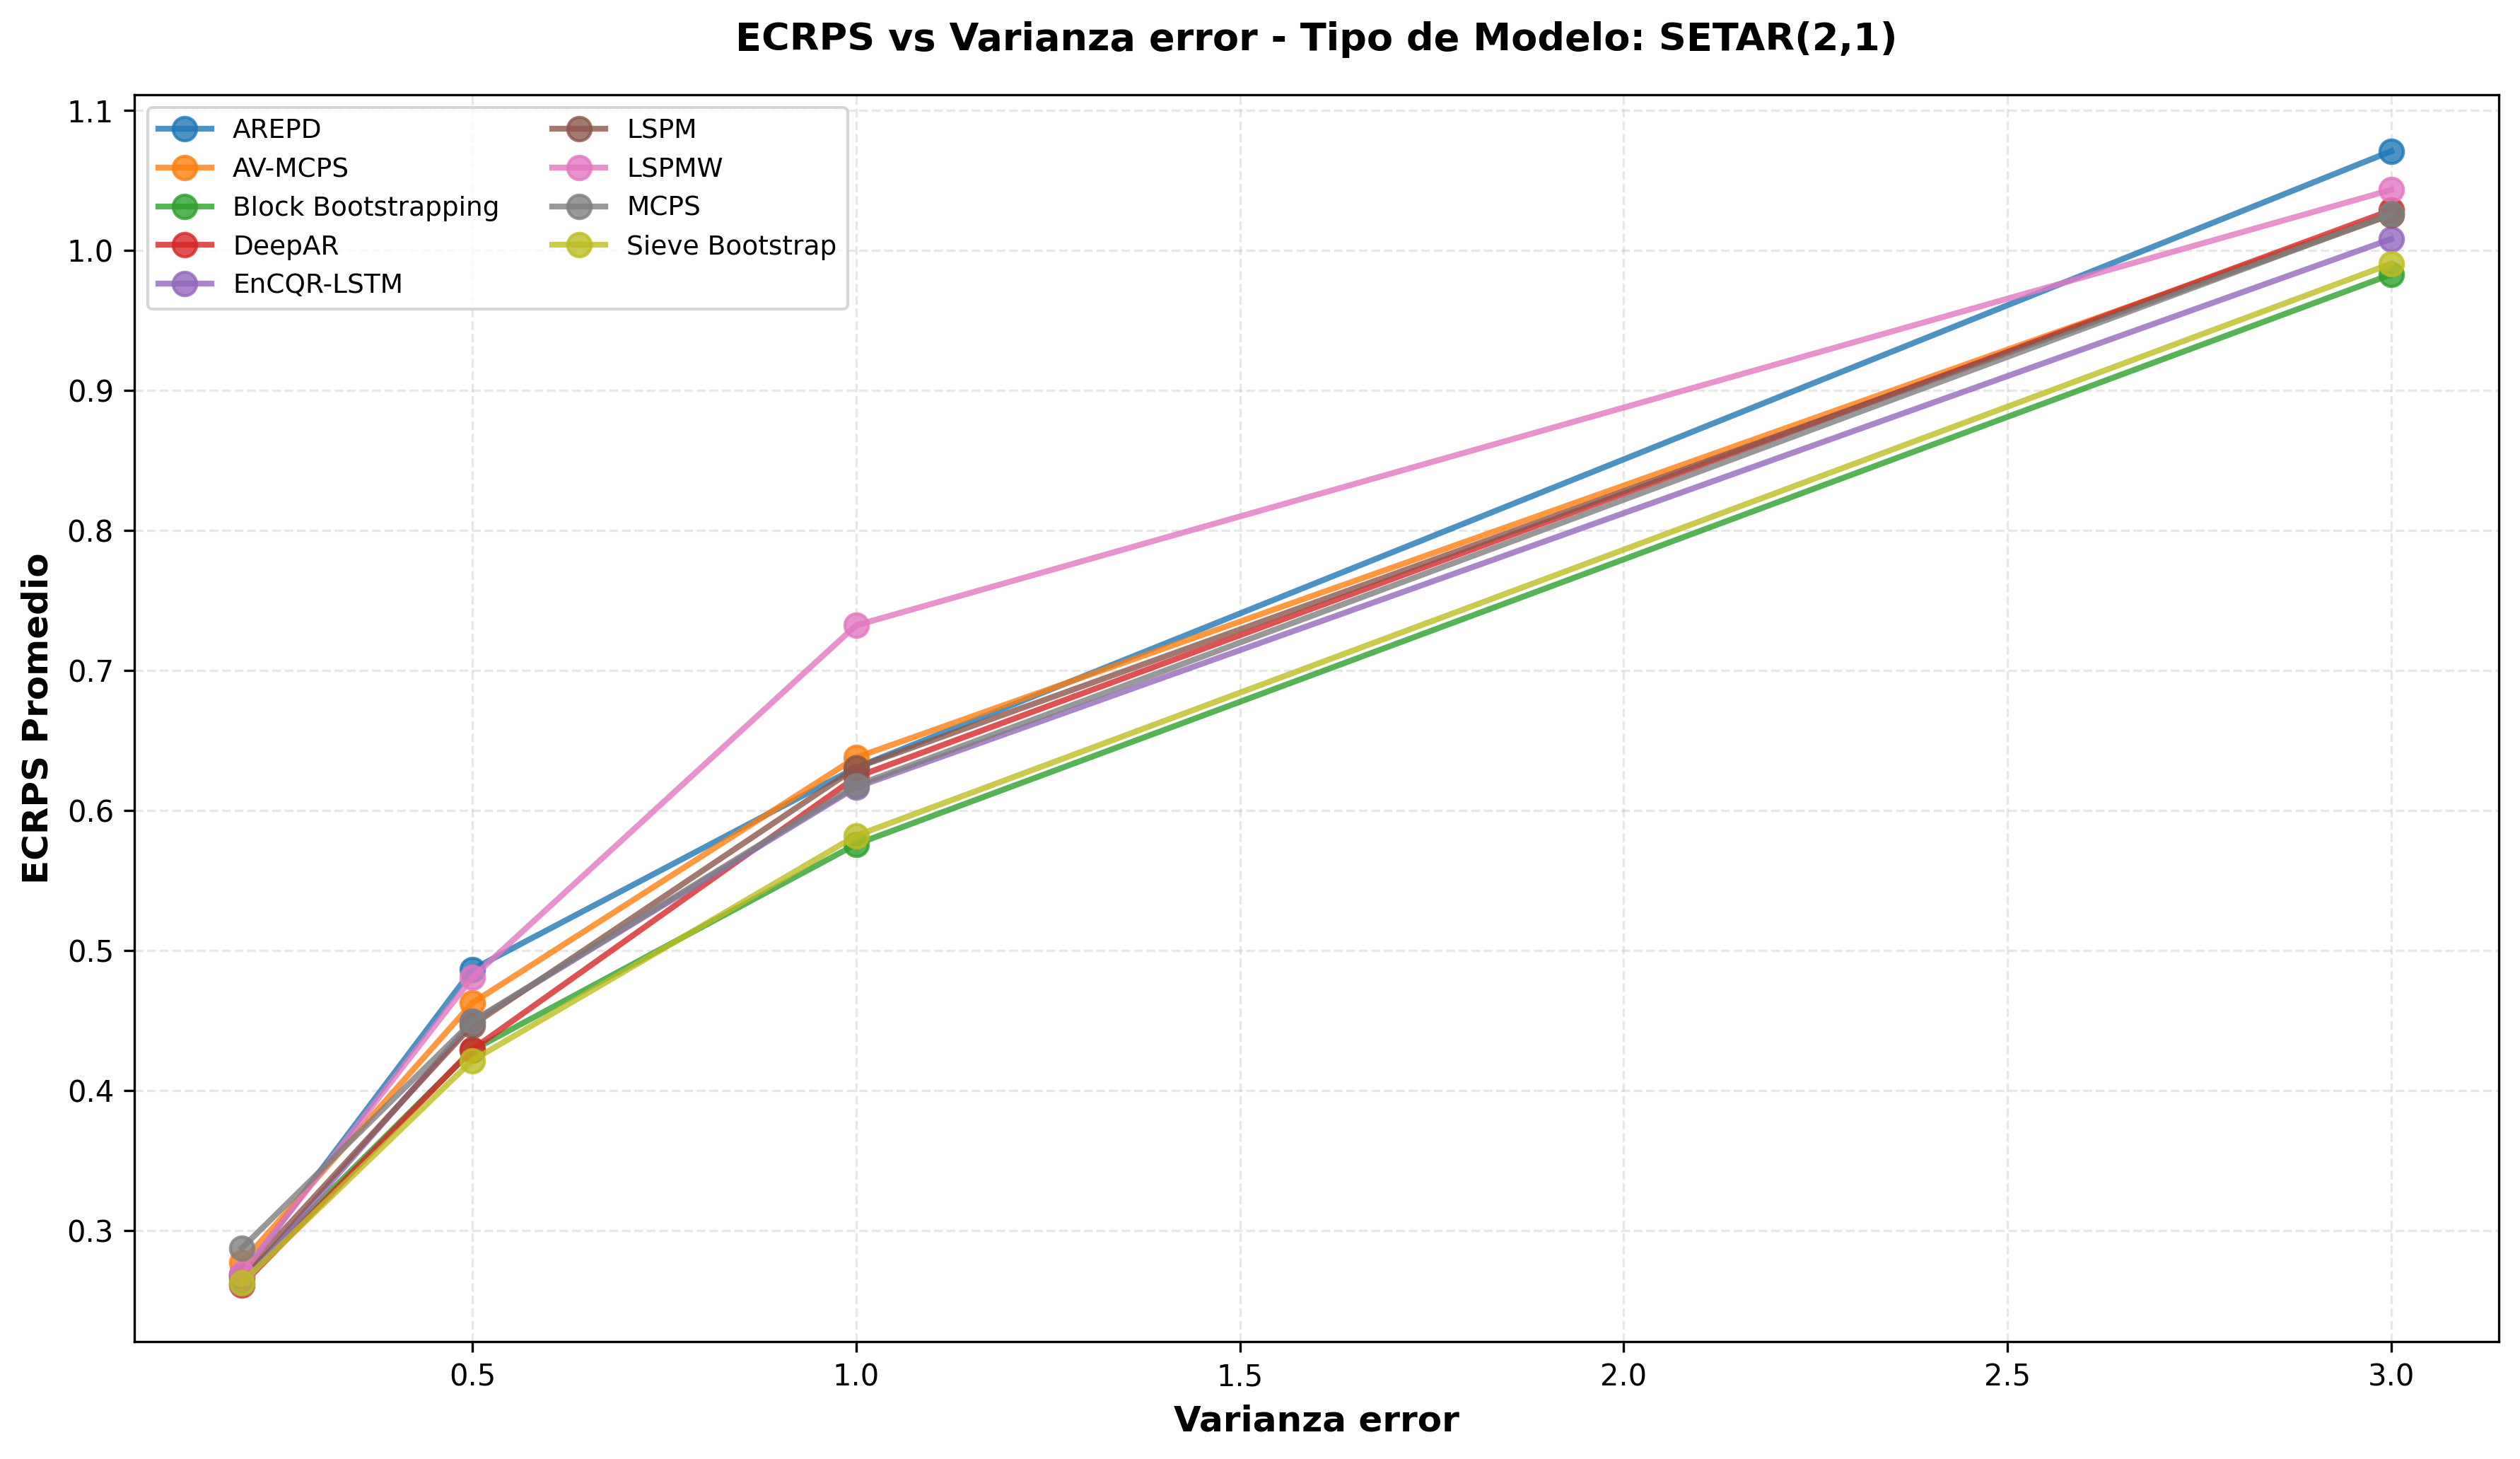 ECRPS vs Varianza error - Tipo de Modelo: SETAR(2,1)
AREPD
AV-MCPS
Block Bootstrapping
DeepAR
EnCQR-LSTM
LSPM
LSPMW
MCPS
Sieve Bootstrap
ECRPS Promedio
1.1
1.0
0.9
0.8
0.7
0.6
0.5
0.4
0.3
0.5 1.0 1.5 2.0 2.5 3.0
Varianza error